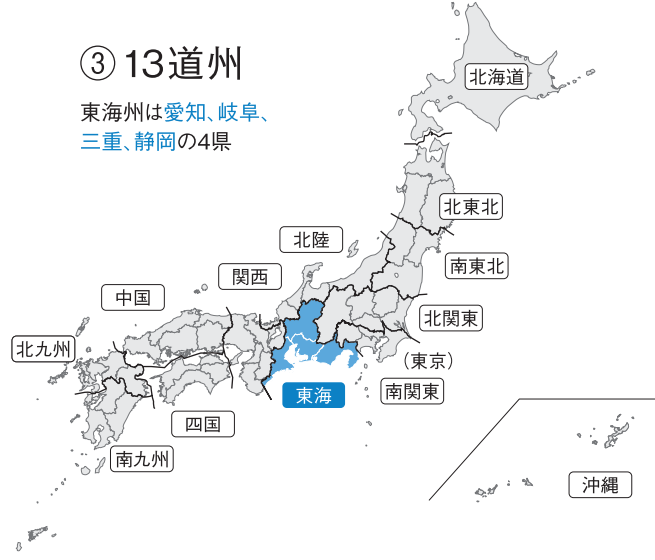 ③13道州
東海州は愛知、岐阜、
三重、静岡の4県
北海道
北東北
北陸
南東北
関西
中国
北関東
北九州
(東京)
南関東
東海
四国
南九州
沖縄